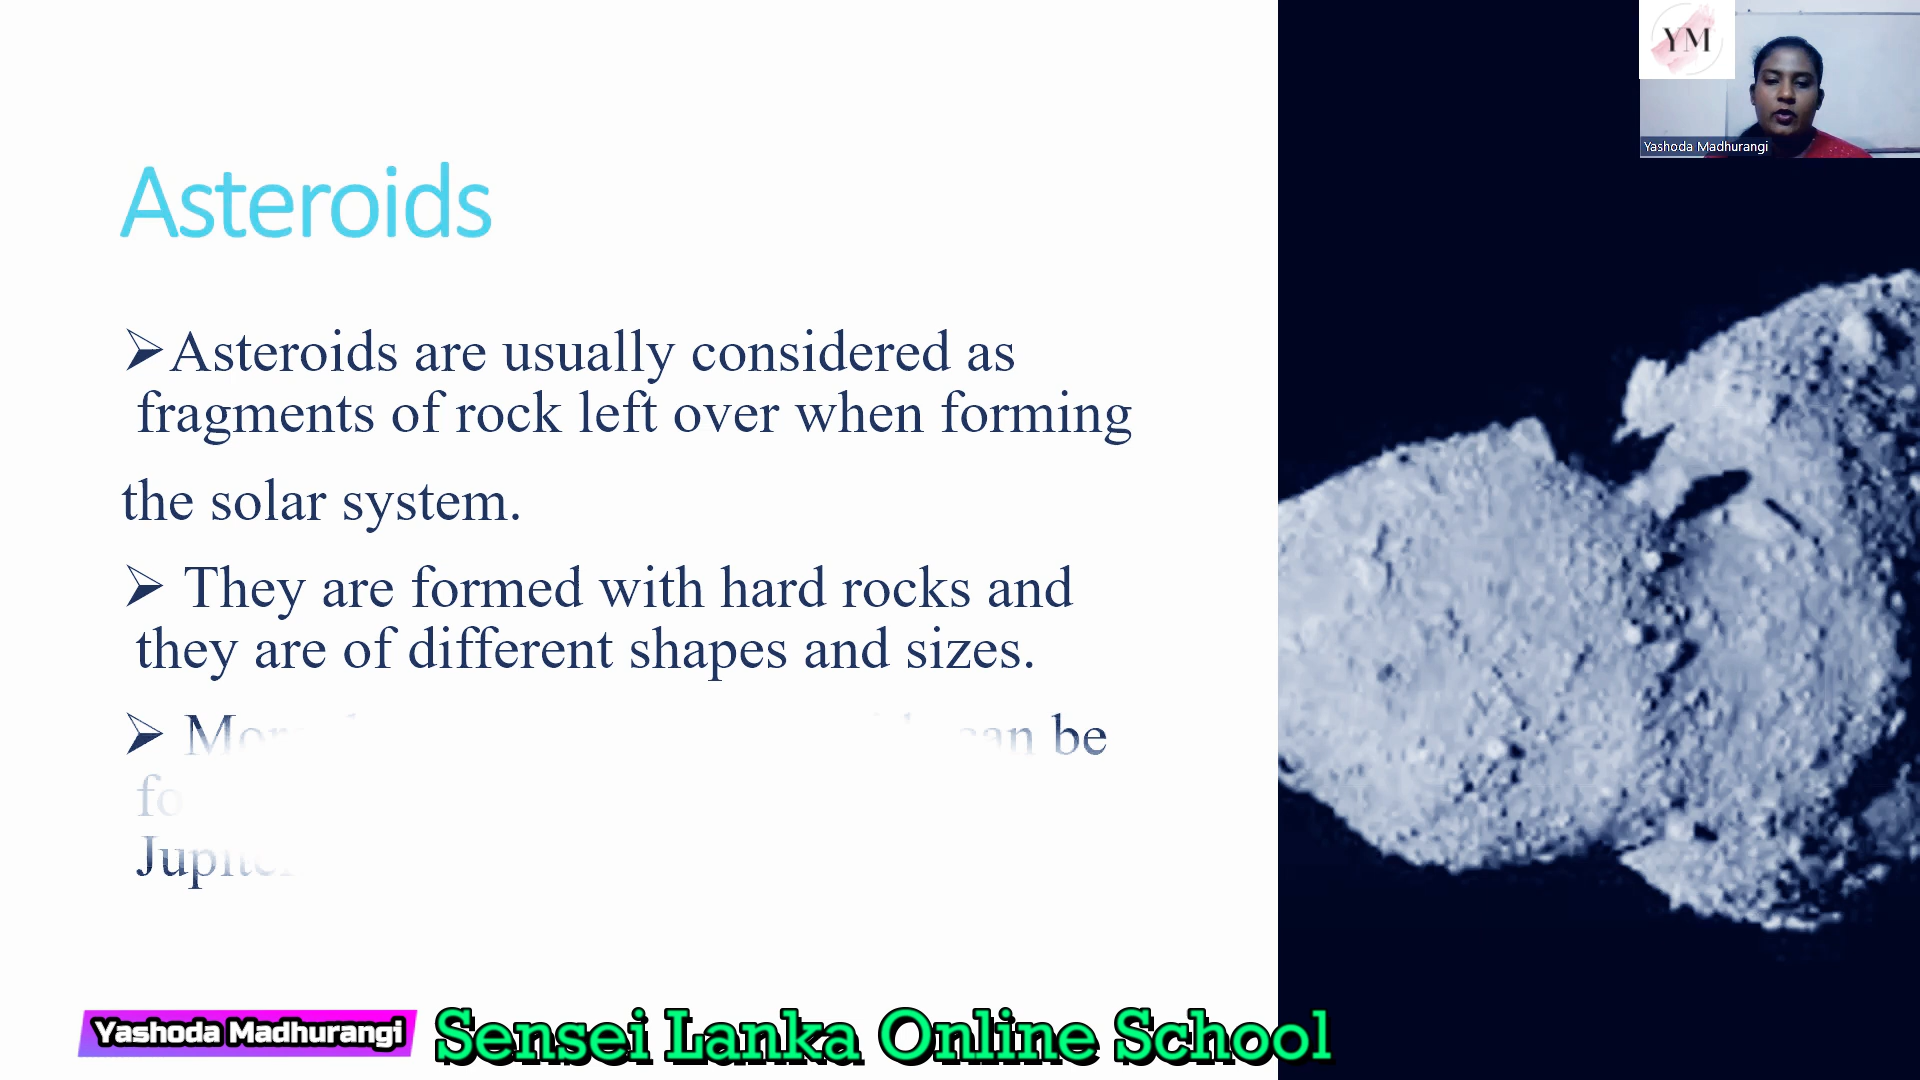 YM
Yashoda Madhurangi
Asteroids
➢Asteroids are usually considered as
fragments of rock left over when forming
the solar system.
➢ They are formed with hard rocks and
they are of different shapes and sizes.
➢ can be
Jupiter
Yashoda Madhurangi
Sensei Lanka Online School